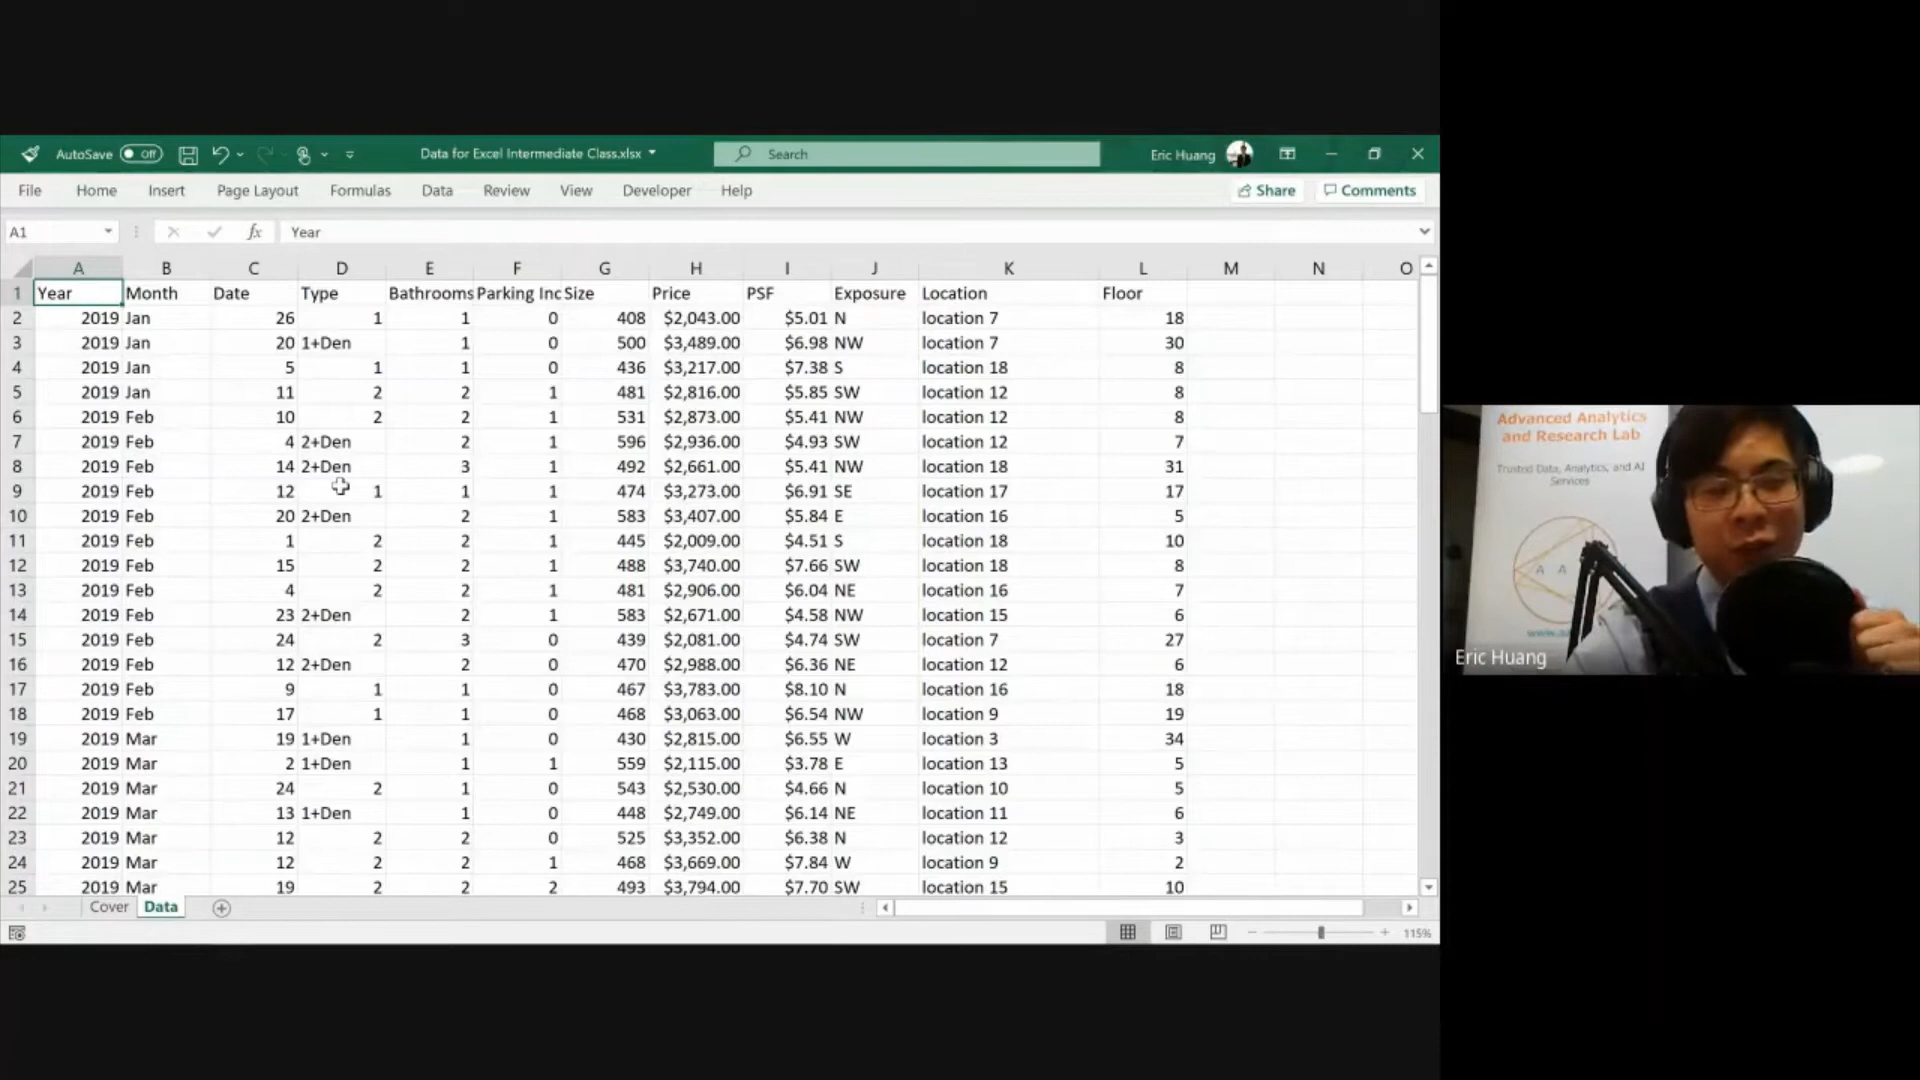 AutoSave Off Data for Excel Intermediate Class.xlsx Search Eric Huang
File Home Insert Page Layout Formulas Data Review View Developer Help Share Comments
A1 fx Year
A B C D E F G H I J K L M N O
1 Year Month Date Type Bathrooms Parking Inc Size Price PSF Exposure Location Floor
2 2019 Jan 26 1 1 0 408 $2,043.00 $5.01 N location 7 18
3 2019 Jan 20 1+Den 1 0 500 $3,489.00 $6.98 NW location 7 30
4 2019 Jan 5 1 1 0 436 $3,217.00 $7.38 S location 18 8
5 2019 Jan 11 2 2 1 481 $2,816.00 $5.85 SW location 12 8
6 2019 Feb 10 2 2 1 531 $2,873.00 $5.41 NW location 12 8
7 2019 Feb 4 2+Den 2 1 596 $2,936.00 $4.93 SW location 12 7
8 2019 Feb 14 2+Den 3 1 492 $2,661.00 $5.41 NW location 18 31
9 2019 Feb 12 1 1 1 474 $3,273.00 $6.91 SE location 17 17
10 2019 Feb 20 2+Den 2 1 583 $3,407.00 $5.84 E location 16 5
11 2019 Feb 1 2 2 1 445 $2,009.00 $4.51 S location 18 10
12 2019 Feb 15 2 2 1 488 $3,740.00 $7.66 SW location 18 8
13 2019 Feb 4 2 2 1 481 $2,906.00 $6.04 NE location 16 7
14 2019 Feb 23 2+Den 2 1 583 $2,671.00 $4.58 NW location 15 6
15 2019 Feb 24 2 3 0 439 $2,081.00 $4.74 SW location 7 27
16 2019 Feb 12 2+Den 2 0 470 $2,988.00 $6.36 NE location 12 6
17 2019 Feb 9 1 1 0 467 $3,783.00 $8.10 N location 16 18
18 2019 Feb 17 1 1 0 468 $3,063.00 $6.54 NW location 9 19
19 2019 Mar 19 1+Den 1 0 430 $2,815.00 $6.55 W location 3 34
20 2019 Mar 2 1+Den 1 1 559 $2,115.00 $3.78 E location 13 5
21 2019 Mar 24 2 1 0 543 $2,530.00 $4.66 N location 10 5
22 2019 Mar 13 1+Den 1 0 448 $2,749.00 $6.14 NE location 11 6
23 2019 Mar 12 2 2 0 525 $3,352.00 $6.38 N location 12 3
24 2019 Mar 12 2 2 1 468 $3,669.00 $7.84 W location 9 2
25 2019 Mar 19 2 2 2 493 $3,794.00 $7.70 SW location 15 10
Cover Data
115%
Advanced Analytics
and Research Lab
Trusted Data, Analytics, and AI
Services
A A
Eric Huang